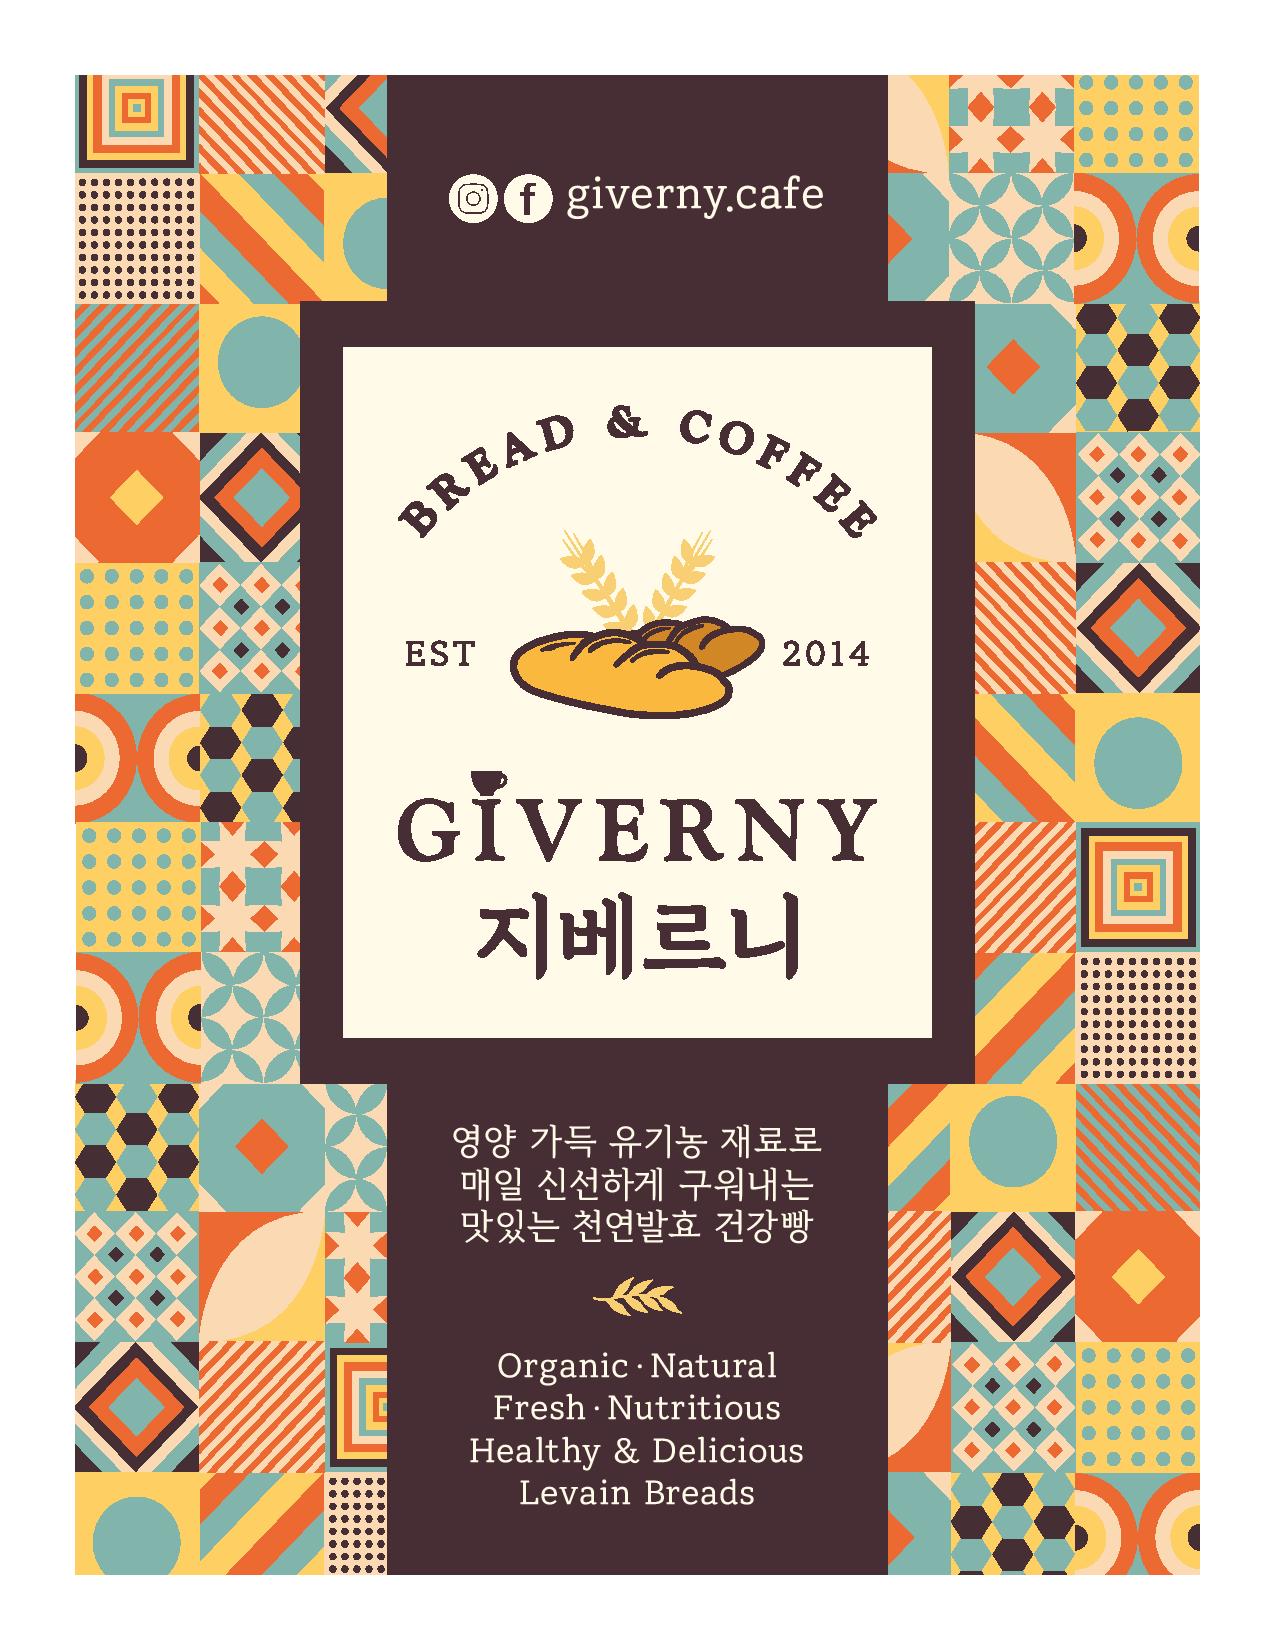 giverny.cafe
BREAD & COFFEE
EST 2014
GIVERNY
지베르니
영양 가득 유기농 재료로
매일 신선하게 구워내는
맛있는 천연발효 건강빵
Organic · Natural
Fresh · Nutritious
Healthy & Delicious
Levain Breads